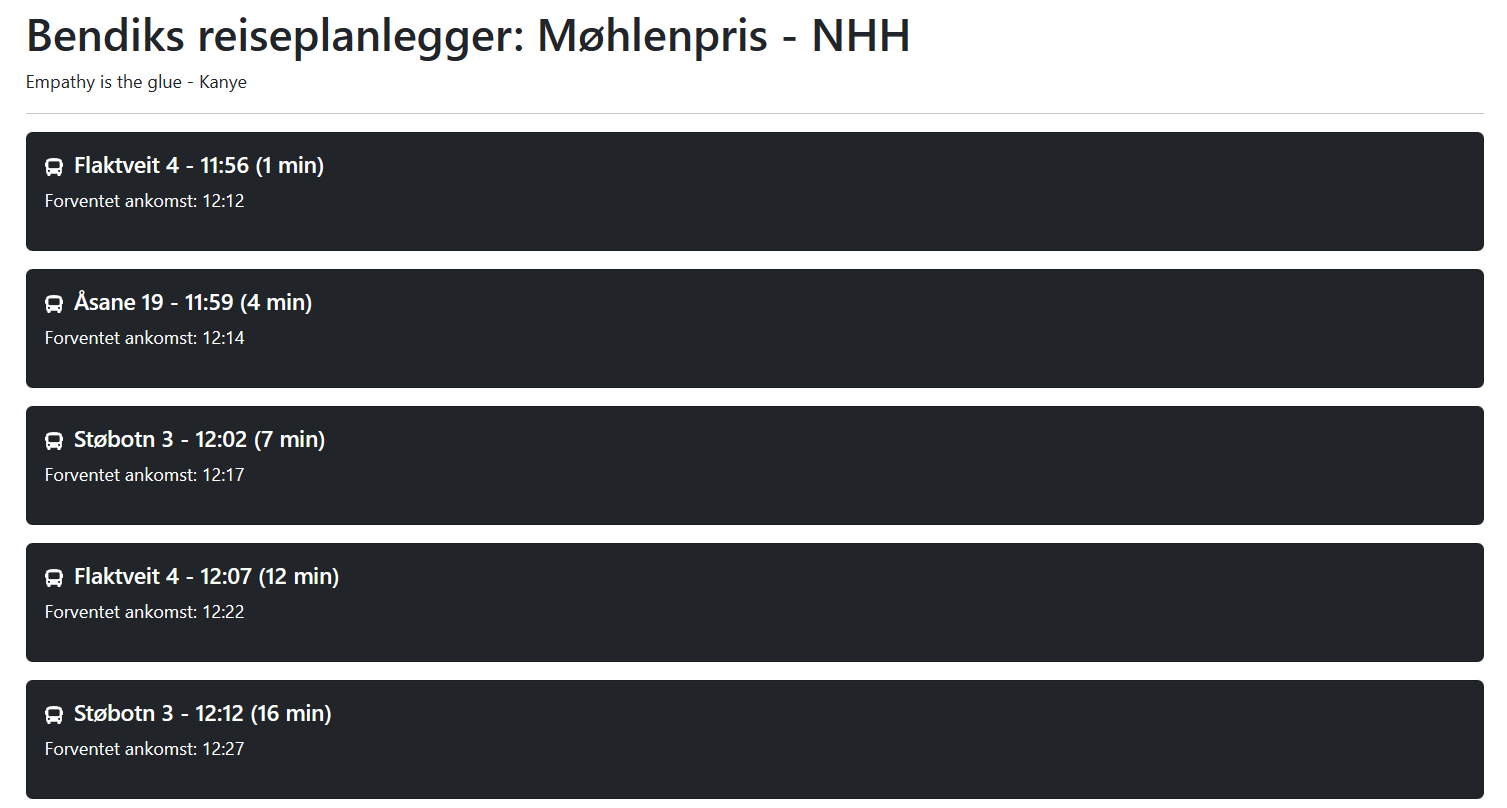 Bendiks reiseplanlegger: Møhlenpris - NHH
Empathy is the glue - Kanye
Flaktveit 4 - 11:56 (1 min)
Forventet ankomst: 12:12
Åsane 19 - 11:59 (4 min)
Forventet ankomst: 12:14
Støbotn 3 - 12:02 (7 min)
Forventet ankomst: 12:17
Flaktveit 4 - 12:07 (12 min)
Forventet ankomst: 12:22
Støbotn 3 - 12:12 (16 min)
Forventet ankomst: 12:27